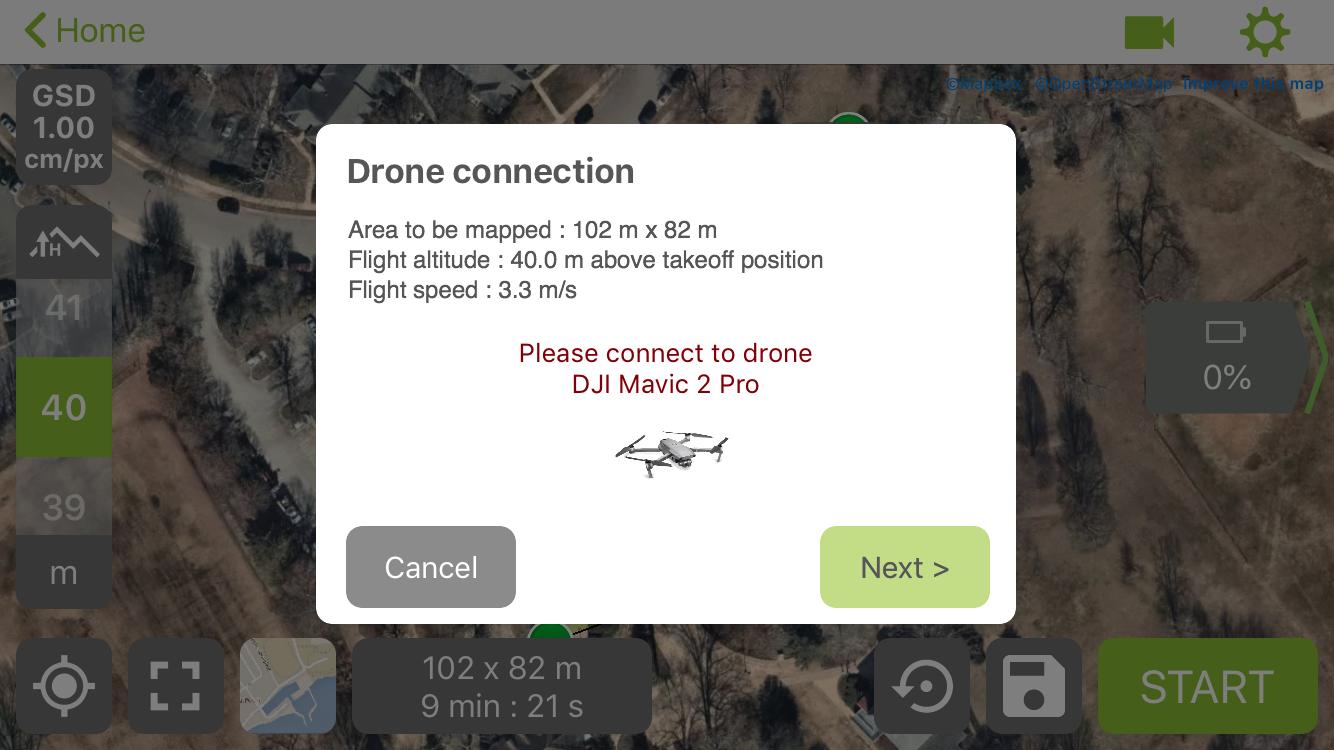 Home
©Mapbox ©OpenStreetMap Improve this map
GSD
1.00
cm/px
H
41
40
39
m
Drone connection
Area to be mapped : 102 m x 82 m
Flight altitude : 40.0 m above takeoff position
Flight speed : 3.3 m/s
Please connect to drone
DJI Mavic 2 Pro
Cancel
Next >
0%
102 x 82 m
9 min : 21 s
START